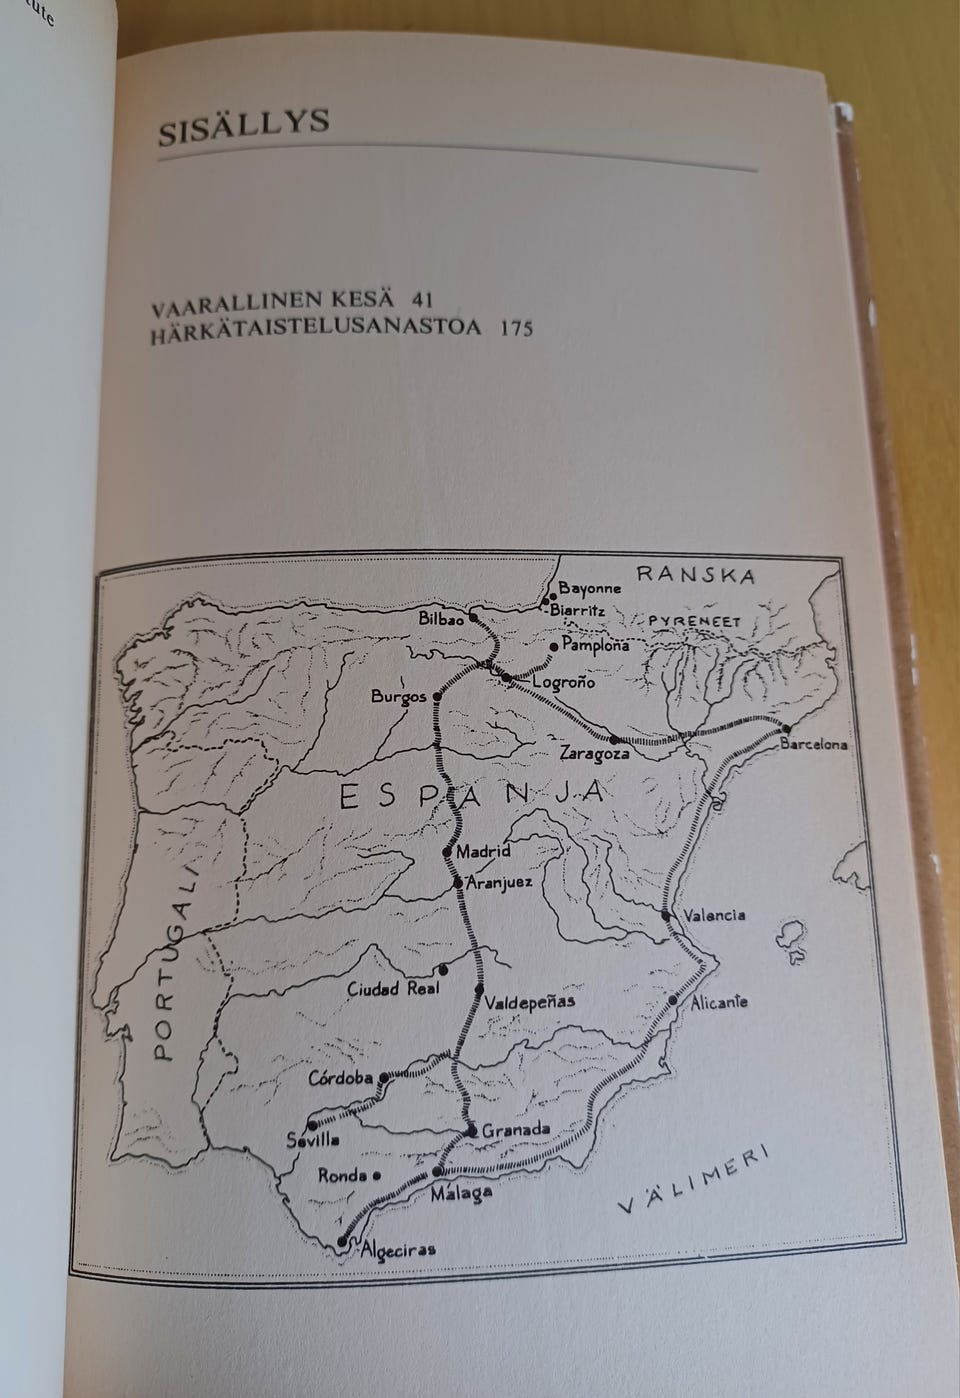 SISÄLLYS
VAARALLINEN KESÄ 41
HÄRKÄTAISTELUSANASTOA 175
RANSKA
Bayonne
Biarritz
PYRENEET
Bilbao
Pamploña
Logroño
Burgos
Zaragoza
Barcelona
ESPANJA
Madrid
Aranjuez
PORTUGALI
Valencia
Ciudad Real
Valdepeñas
Alicante
Córdoba
Sevilla
Granada
Ronda
Málaga
VÄLIMERI
Algeciras